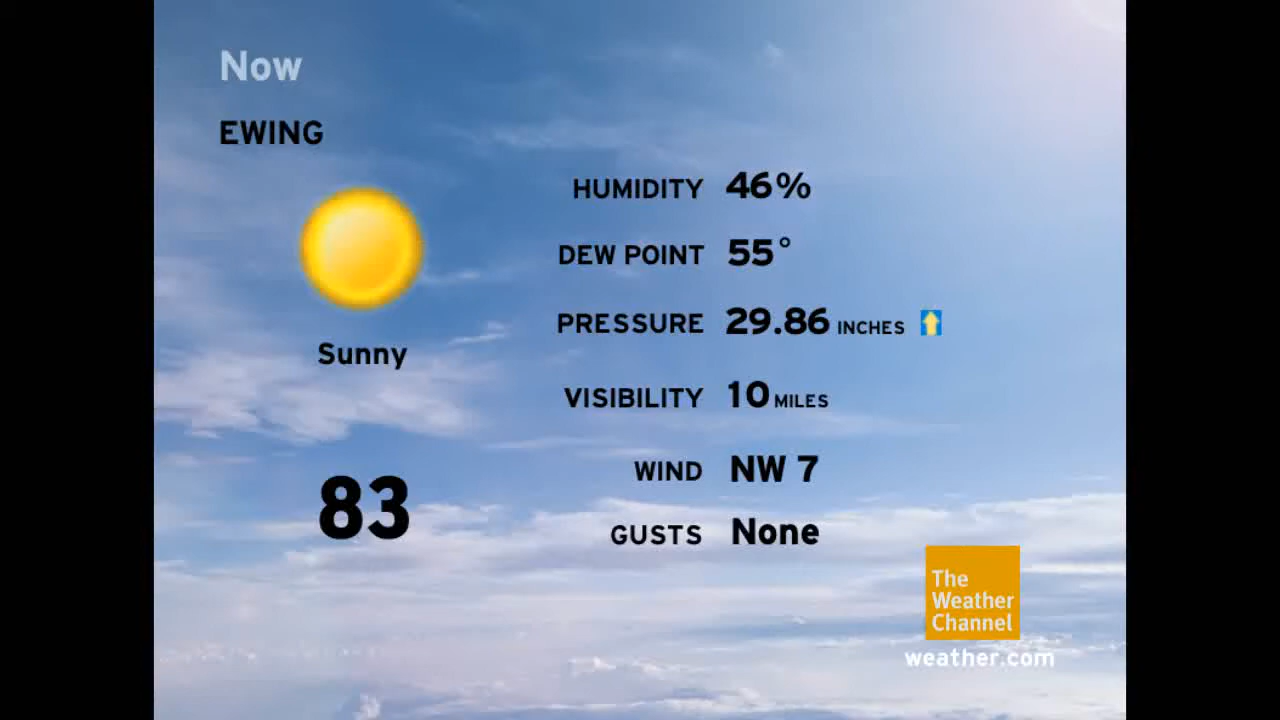 Now
EWING
Sunny
83
HUMIDITY 46%
DEW POINT 55°
PRESSURE 29.86 INCHES
VISIBILITY 10 MILES
WIND NW 7
GUSTS None
The
Weather
Channel
weather.com